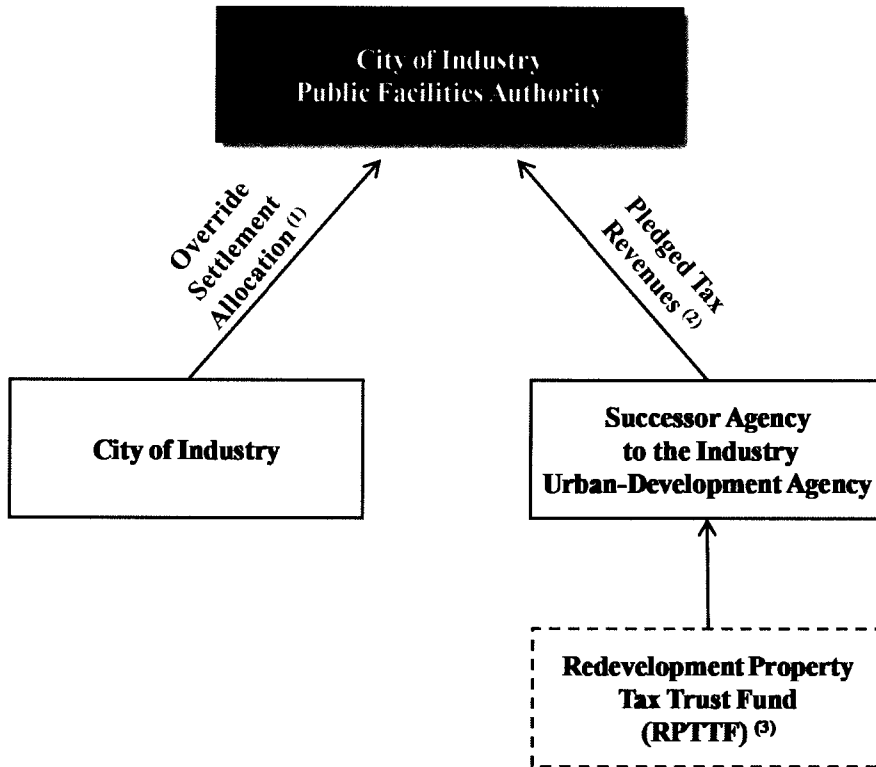 City of Industry
Public Facilities Authority
Override
Settlement
Allocation (1)
Pledged Tax
Revenues (2)
City of Industry
Successor Agency
to the Industry
Urban-Development Agency
Redevelopment Property
Tax Trust Fund
(RPTTF) (3)